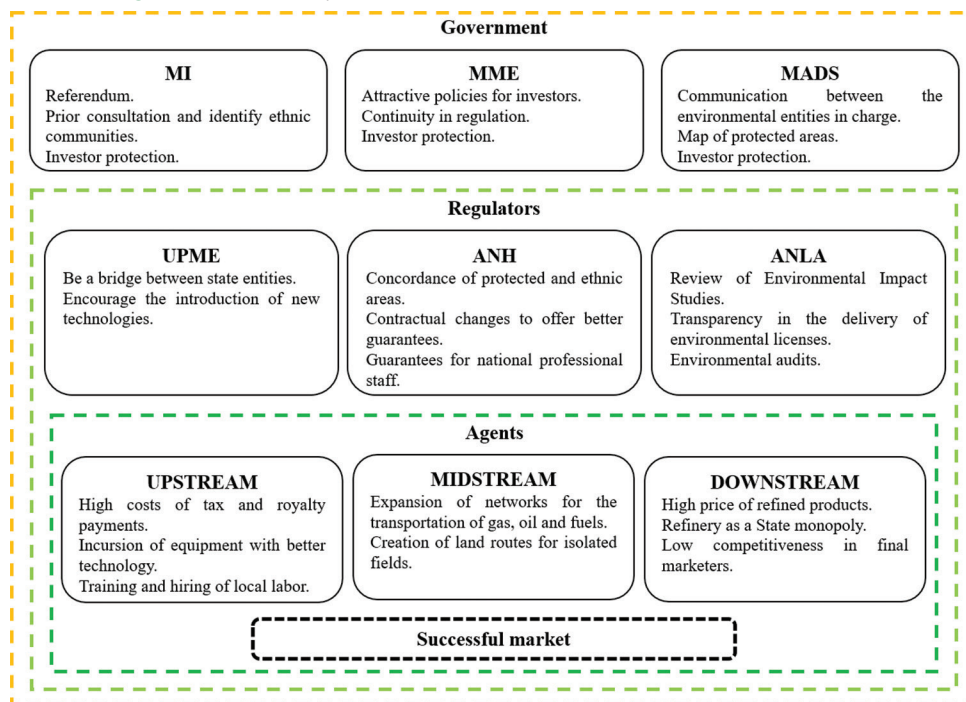 Government
MI
Referendum.
Prior consultation and identify ethnic
communities.
Investor protection.
MME
Attractive policies for investors.
Continuity in regulation.
Investor protection.
MADS
Communication between the
environmental entities in charge.
Map of protected areas.
Investor protection.
Regulators
UPME
Be a bridge between state entities.
Encourage the introduction of new
technologies.
ANH
Concordance of protected and ethnic
areas.
Contractual changes to offer better
guarantees.
Guarantees for national professional
staff.
ANLA
Review of Environmental Impact
Studies.
Transparency in the delivery of
environmental licenses.
Environmental audits.
Agents
UPSTREAM
High costs of tax and royalty
payments.
Incursion of equipment with better
technology.
Training and hiring of local labor.
MIDSTREAM
Expansion of networks for the
transportation of gas, oil and fuels.
Creation of land routes for isolated
fields.
DOWNSTREAM
High price of refined products.
Refinery as a State monopoly.
Low competitiveness in final
marketers.
Successful market